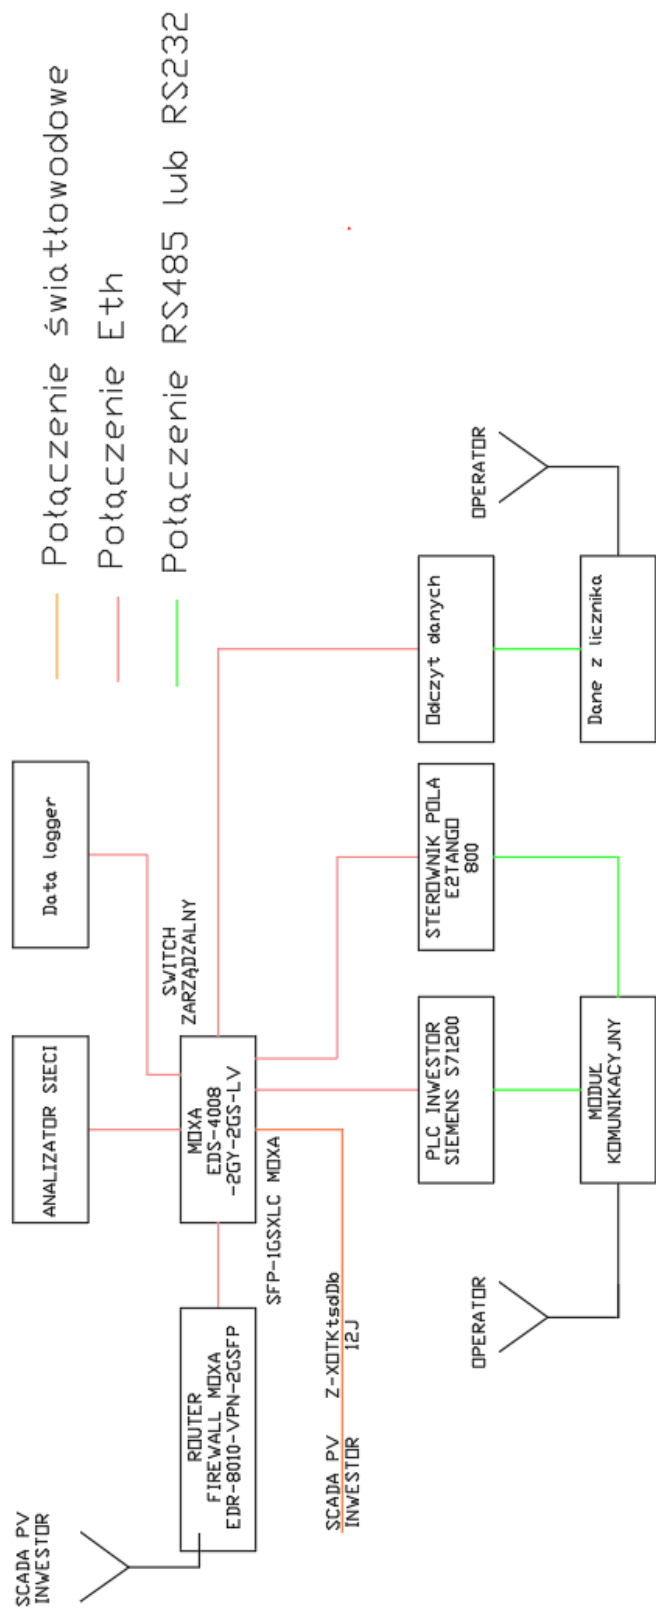 SCADA PV
INWESTOR
ROUTER
FIREWALL MOXA
EDR-8010-VPN-2GSFP
ANALIZATOR SIECI
Data logger
SWITCH
ZARZĄDZALNY
MOXA
EDS-4008
-2GY-2GS-LV
SFP-1GSXLC MOXA
SCADA PV Z-XOTKtsdDb
INWESTOR 12J
Połączenie światłowodowe
Połączenie Eth
Połączenie RS485 lub RS232
PLC INWESTOR
SIEMENS S71200
STEROWNIK POLA
E2TANGO
800
Odczyt danych
OPERATOR
OPERATOR
MODUŁ
KOMUNIKACYJNY
Dane z licznika